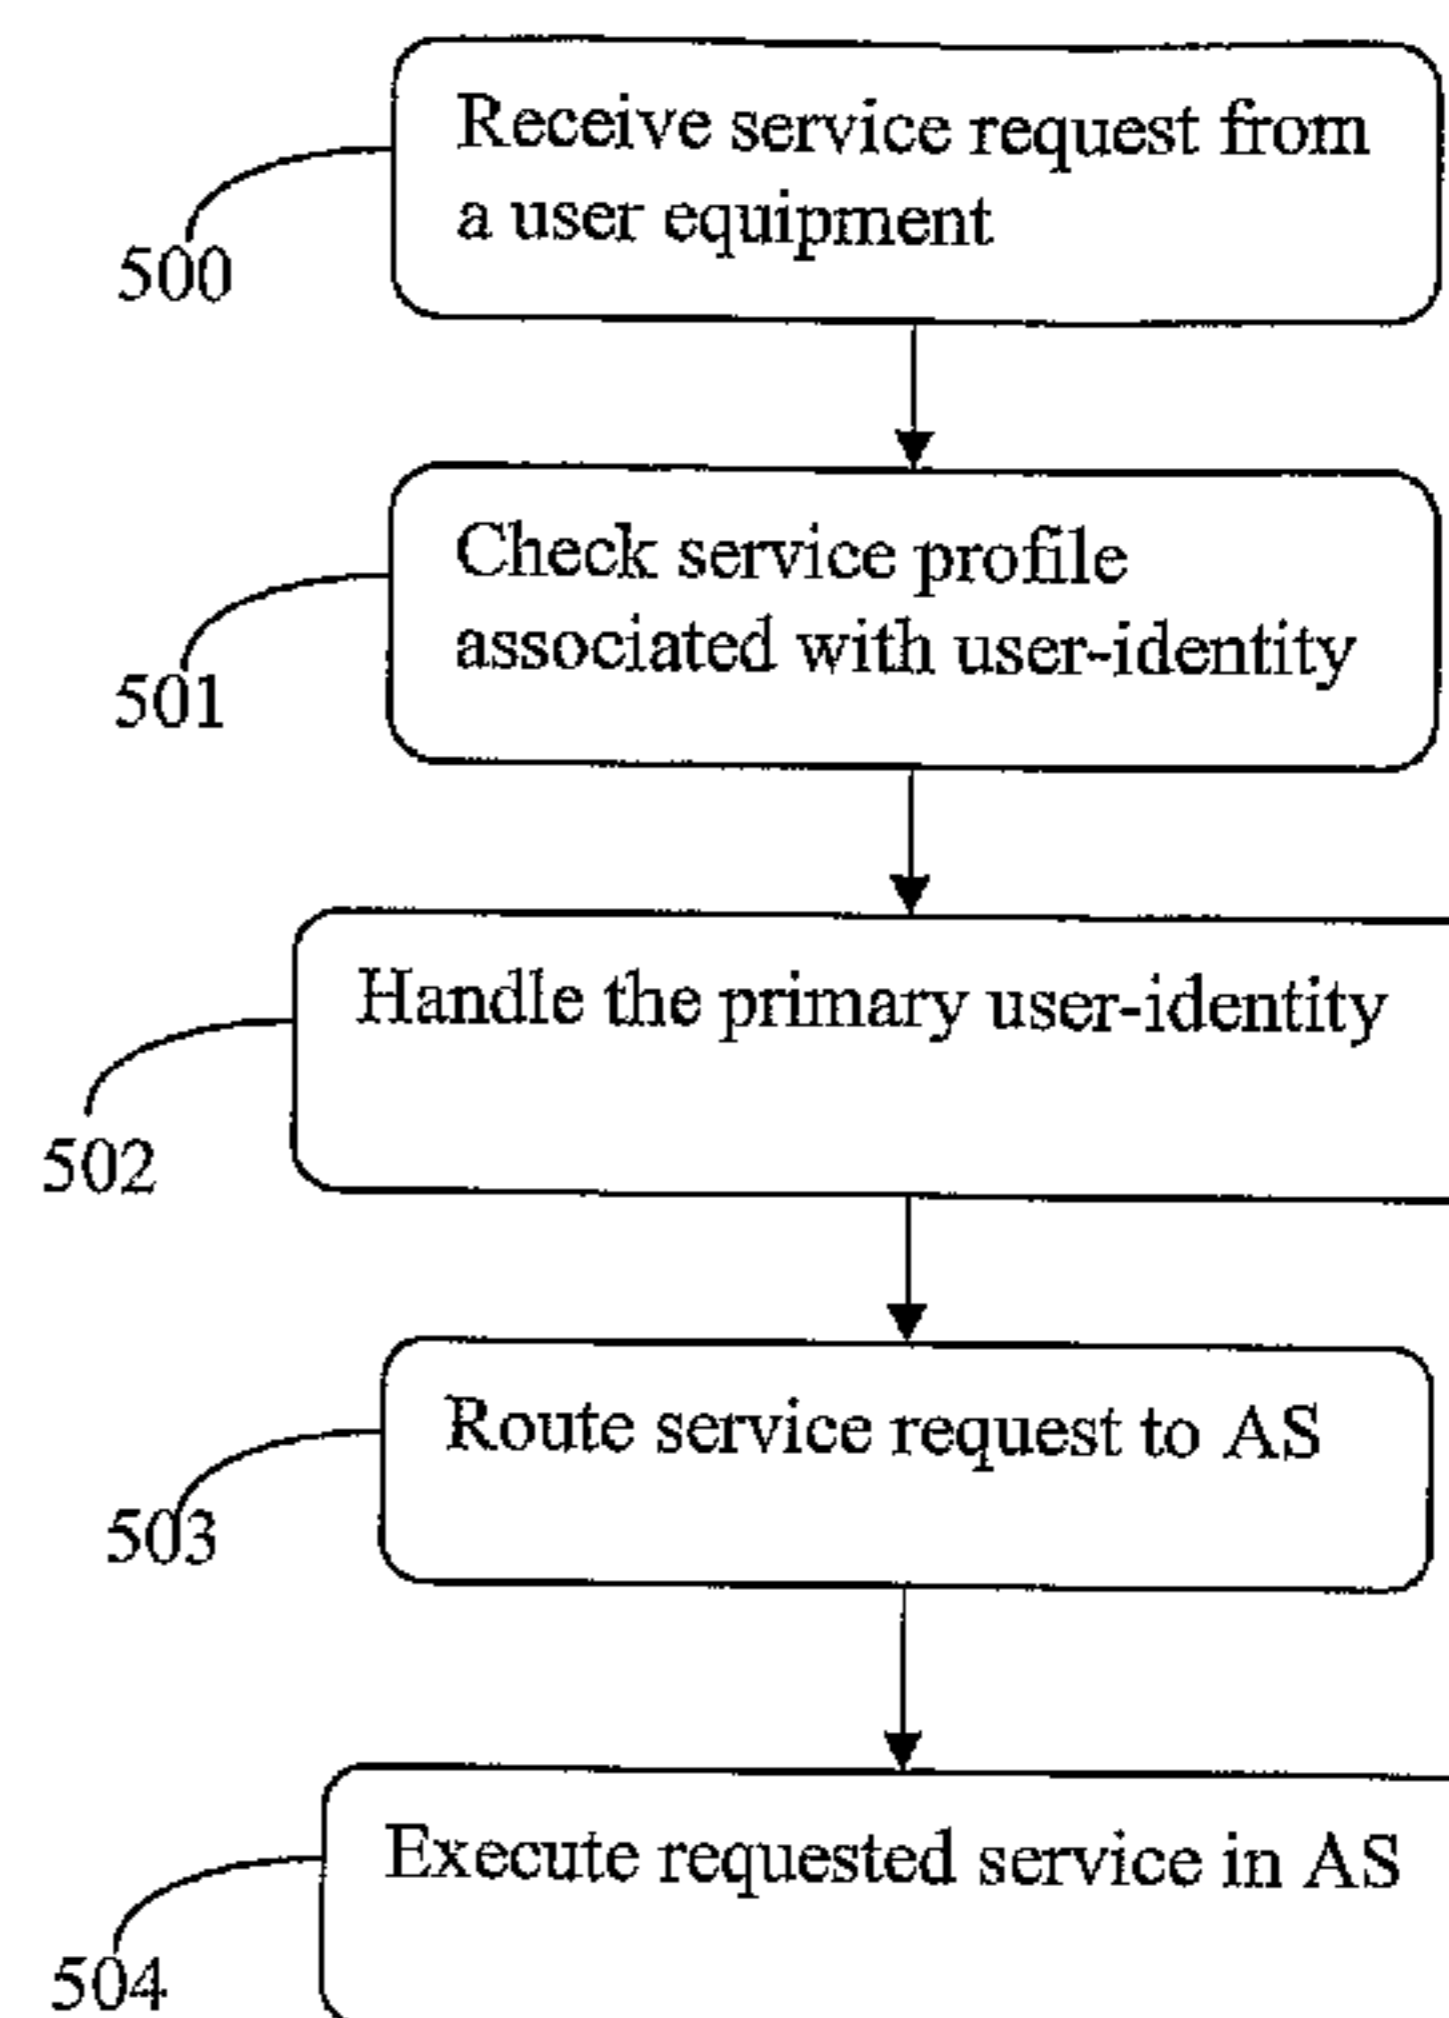 Receive service request from
a user equipment
500
Check service profile
associated with user-identity
501
Handle the primary user-identity
502
Route service request to AS
503
Execute requested service in AS
504